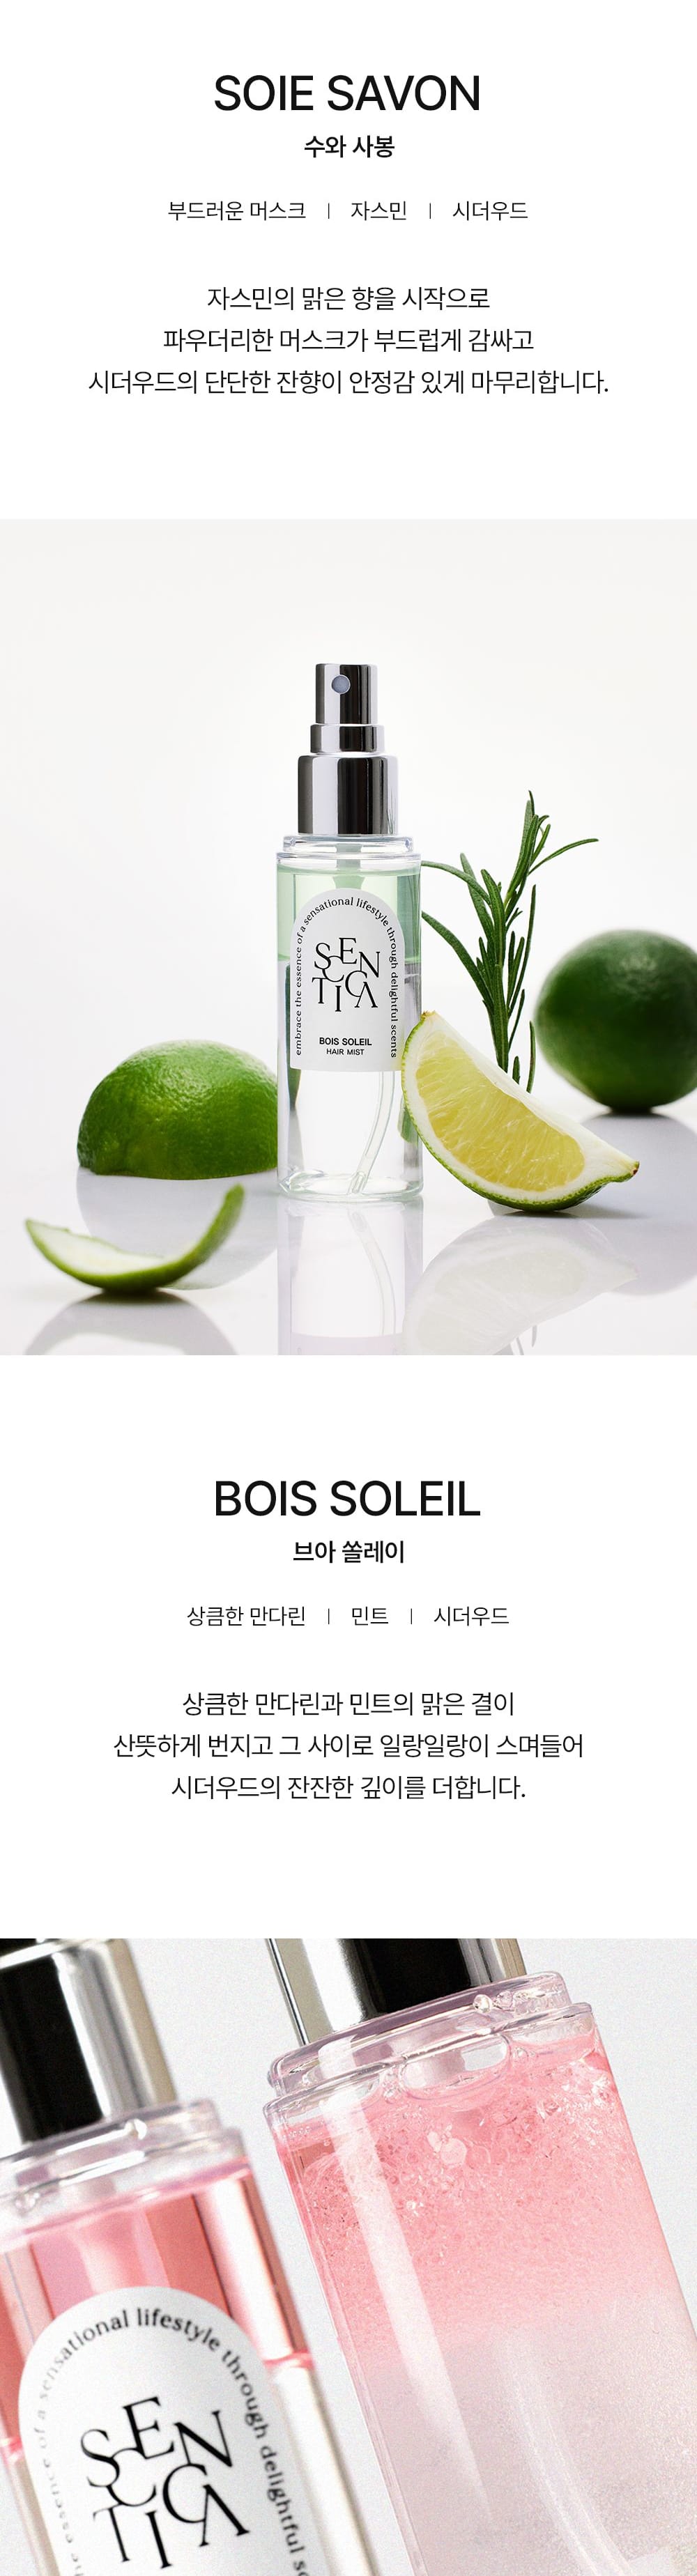 SOIE SAVON
수와 사봉
부드러운 머스크 | 자스민 | 시더우드
자스민의 맑은 향을 시작으로
파우더리한 머스크가 부드럽게 감싸고
시더우드의 단단한 잔향이 안정감 있게 마무리합니다.
embrace the essence of a sensational lifestyle through delightful scents
SENTICA
BOIS SOLEIL
HAIR MIST
BOIS SOLEIL
브아 쏠레이
상큼한 만다린 | 민트 | 시더우드
상큼한 만다린과 민트의 맑은 결이
산뜻하게 번지고 그 사이로 일랑일랑이 스며들어
시더우드의 잔잔한 깊이를 더합니다.
essence of a sensational lifestyle through delightful
SENTICA